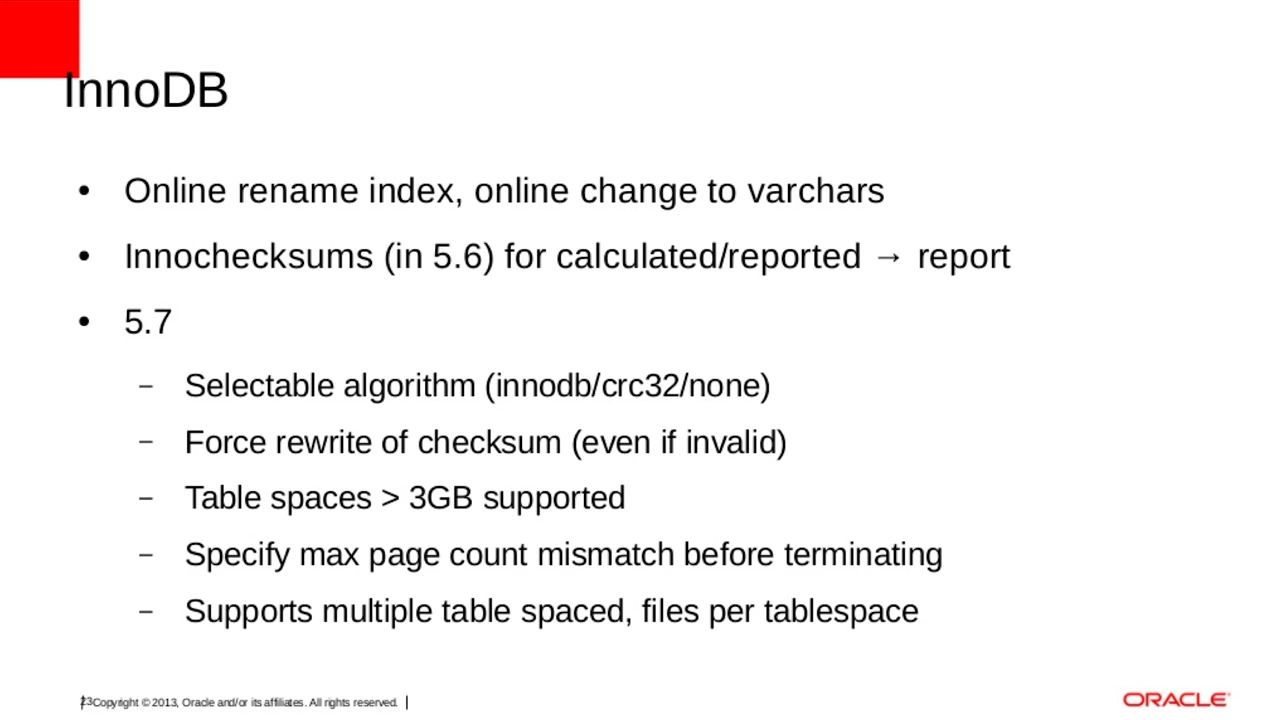 InnoDB
• Online rename index, online change to varchars
• Innochecksums (in 5.6) for calculated/reported → report
• 5.7
– Selectable algorithm (innodb/crc32/none)
– Force rewrite of checksum (even if invalid)
– Table spaces > 3GB supported
– Specify max page count mismatch before terminating
– Supports multiple table spaced, files per tablespace
23 Copyright © 2013, Oracle and/or its affiliates. All rights reserved.
ORACLE